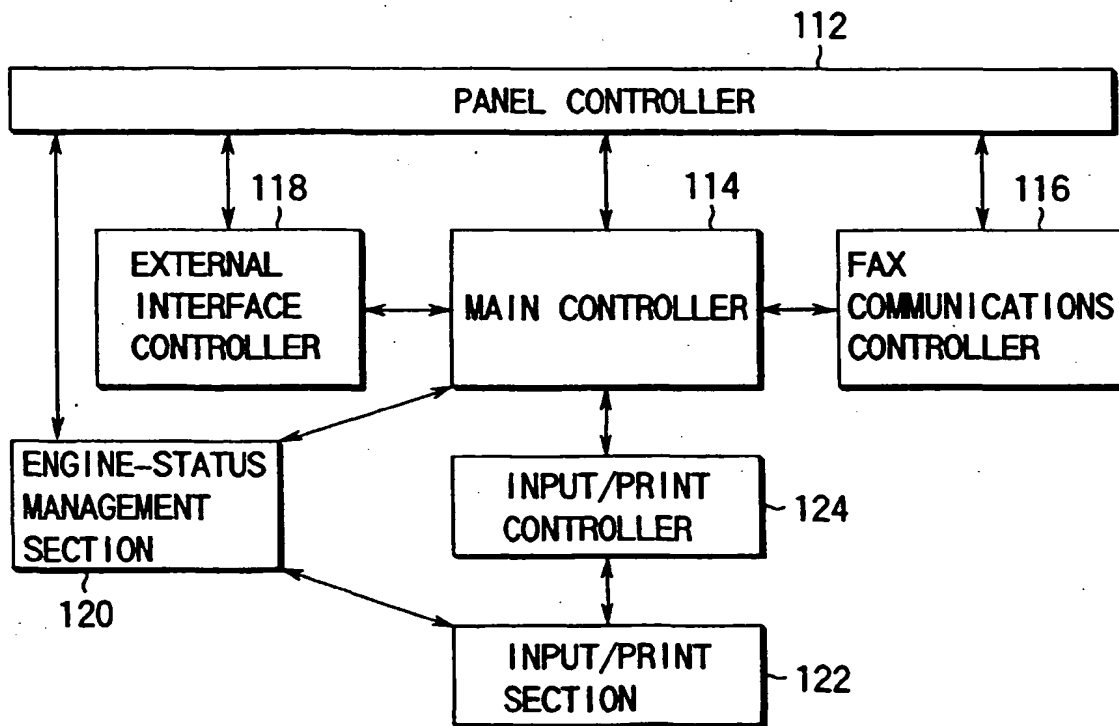 112
PANEL CONTROLLER
118
114
116
EXTERNAL
INTERFACE
CONTROLLER
MAIN CONTROLLER
FAX
COMMUNICATIONS
CONTROLLER
ENGINE-STATUS
MANAGEMENT
SECTION
120
INPUT/PRINT
CONTROLLER
124
INPUT/PRINT
SECTION
122